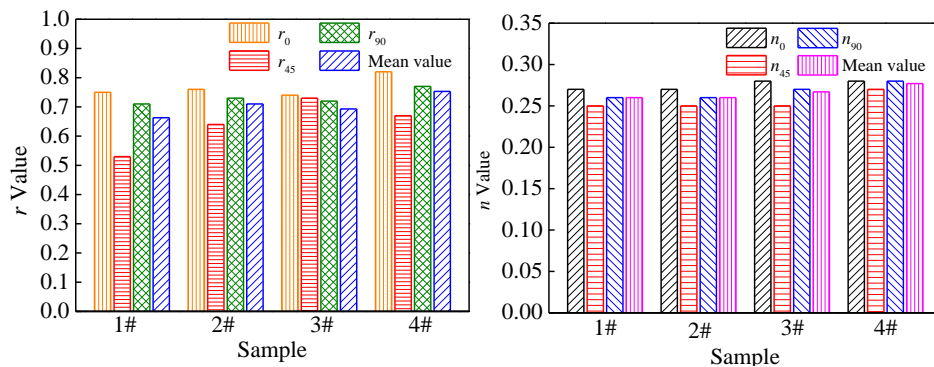 r₀ r₉₀
r₄₅ Mean value
1.0
0.9
0.8
0.7
0.6
0.5
0.4
0.3
0.2
0.1
0.0
r Value
1# 2# 3# 4#
Sample
n₀ n₉₀
n₄₅ Mean value
0.35
0.30
0.25
0.20
0.15
0.10
0.05
0.00
n Value
1# 2# 3# 4#
Sample